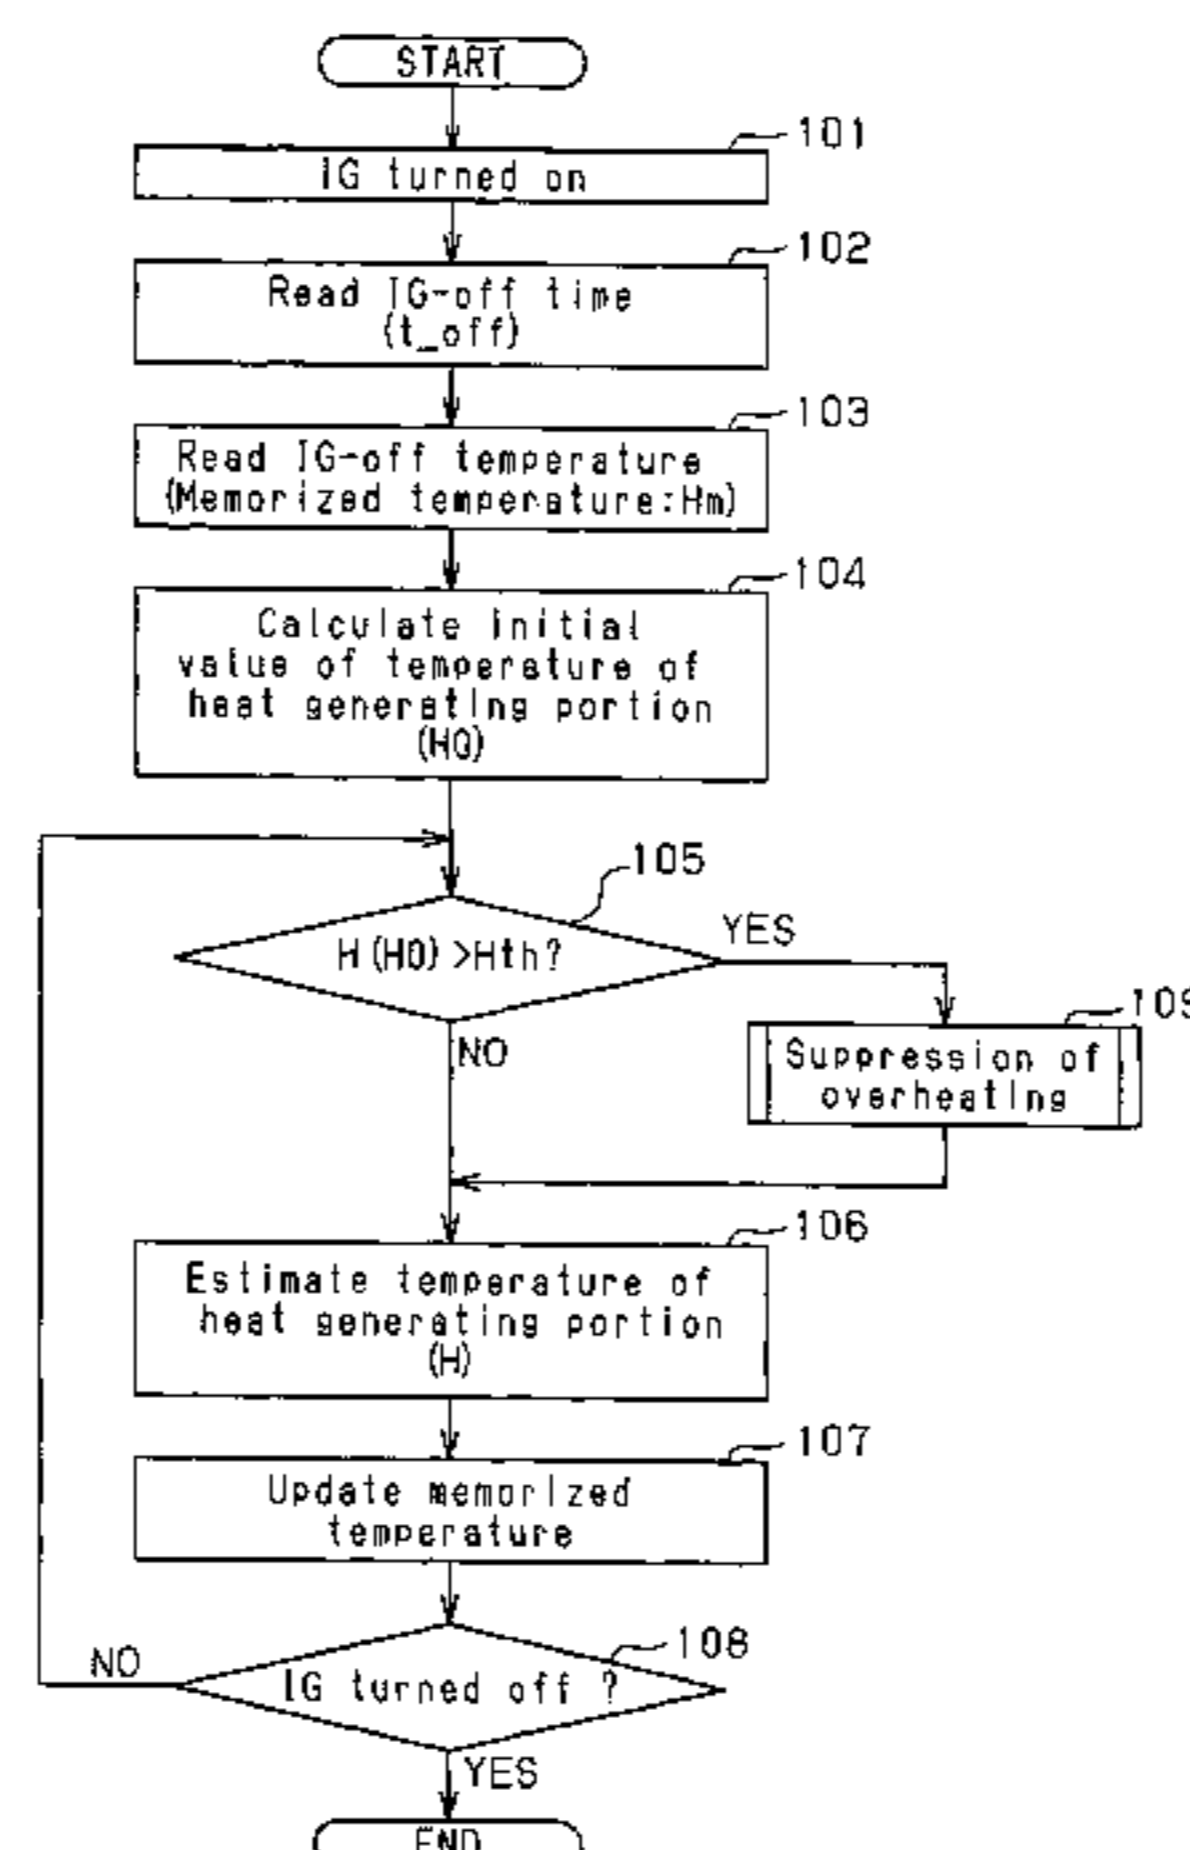 START
101
IG turned on
102
Read IG-off time
(t_off)
103
Read IG-off temperature
(Memorized temperature:Hm)
104
Calculate initial
value of temperature of
heat generating portion
(H0)
105
H(H0)>Hth?
YES
NO
109
Suppression of
overheating
106
Estimate temperature of
heat generating portion
(H)
107
Update memorized
temperature
108
IG turned off ?
NO
YES
END